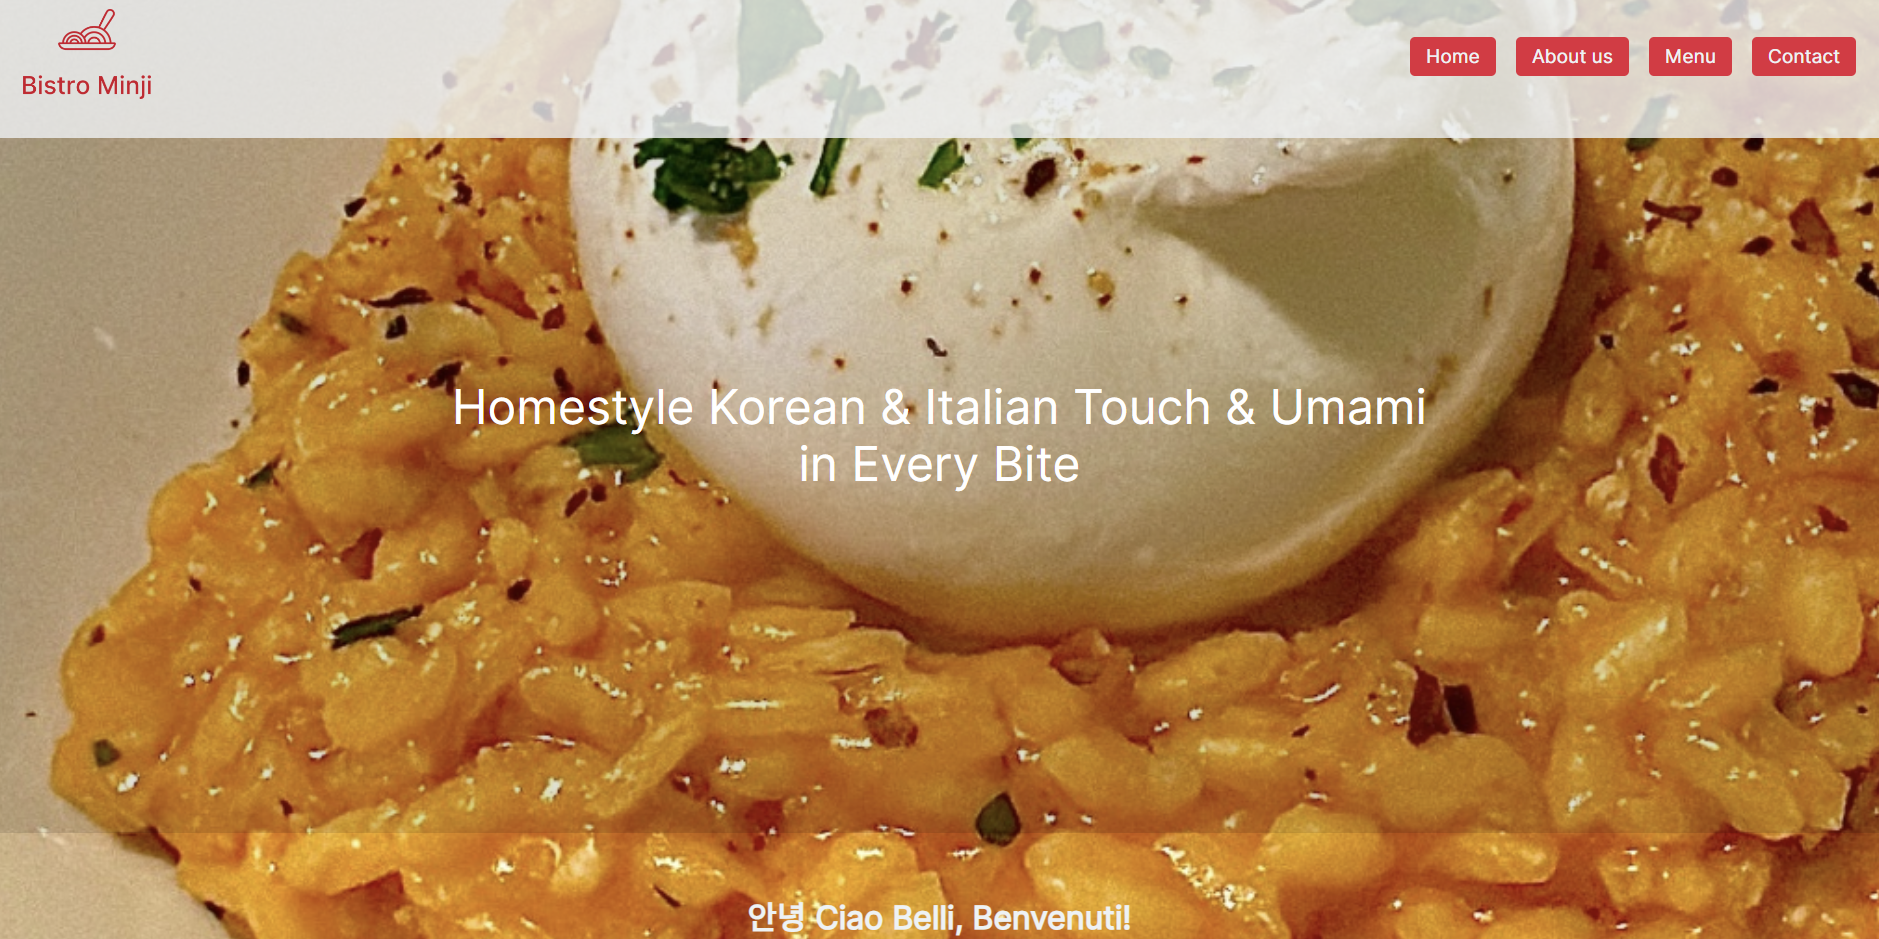 Bistro Minji
Home
About us
Menu
Contact
Homestyle Korean & Italian Touch & Umami
in Every Bite
안녕 Ciao Belli, Benvenuti!